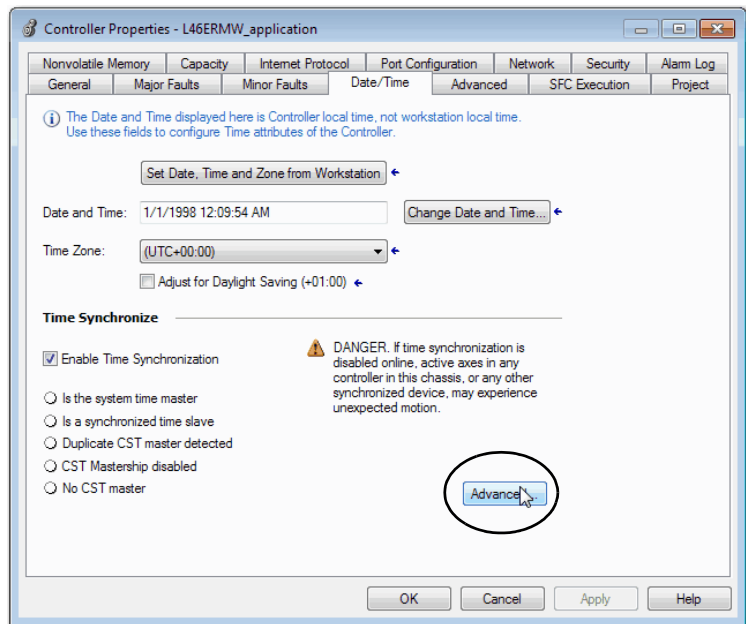 Controller Properties - L46ERMW_application
Nonvolatile Memory Capacity Internet Protocol Port Configuration Network Security Alarm Log
General Major Faults Minor Faults Date/Time Advanced SFC Execution Project
The Date and Time displayed here is Controller local time, not workstation local time.
Use these fields to configure Time attributes of the Controller.
Set Date, Time and Zone from Workstation
Date and Time: 1/1/1998 12:09:54 AM Change Date and Time...
Time Zone: (UTC+00:00)
Adjust for Daylight Saving (+01:00)
Time Synchronize
Enable Time Synchronization
DANGER. If time synchronization is
disabled online, active axes in any
controller in this chassis, or any other
synchronized device, may experience
unexpected motion.
Is the system time master
Is a synchronized time slave
Duplicate CST master detected
CST Mastership disabled
No CST master
Advanced...
OK Cancel Apply Help